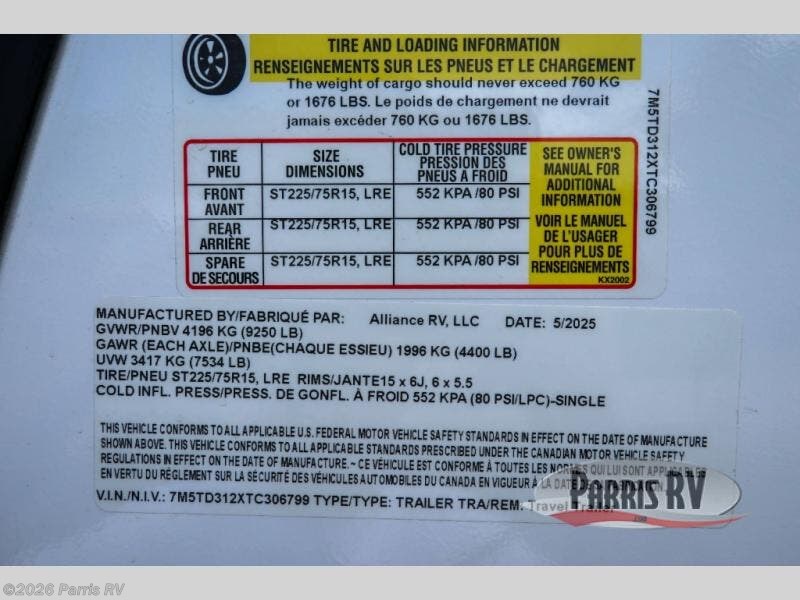 TIRE AND LOADING INFORMATION
RENSEIGNEMENTS SUR LES PNEUS ET LE CHARGEMENT
The weight of cargo should never exceed 760 KG
or 1676 LBS. Le poids de chargement ne devrait
jamais excéder 760 KG ou 1676 LBS.
TIRE PNEU
SIZE DIMENSIONS
COLD TIRE PRESSURE PRESSION DES PNEUS A FROID
SEE OWNER'S MANUAL FOR ADDITIONAL INFORMATION
VOIR LE MANUEL DE L'USAGER POUR PLUS DE RENSEIGNEMENTS
KX2002
FRONT AVANT ST225/75R15, LRE 552 KPA /80 PSI
REAR ARRIÈRE ST225/75R15, LRE 552 KPA /80 PSI
SPARE DE SECOURS ST225/75R15, LRE 552 KPA /80 PSI
7M5TD312XTC306799
MANUFACTURED BY/FABRIQUÉ PAR: Alliance RV, LLC DATE: 5/2025
GVWR/PNBV 4196 KG (9250 LB)
GAWR (EACH AXLE)/PNBE(CHAQUE ESSIEU) 1996 KG (4400 LB)
UVW 3417 KG (7534 LB)
TIRE/PNEU ST225/75R15, LRE RIMS/JANTE15 x 6J, 6 x 5.5
COLD INFL. PRESS/PRESS. DE GONFL. À FROID 552 KPA (80 PSI/LPC)-SINGLE
THIS VEHICLE CONFORMS TO ALL APPLICABLE U.S. FEDERAL MOTOR VEHICLE SAFETY STANDARDS IN EFFECT ON THE DATE OF MANUFACTURE
SHOWN ABOVE. THIS VEHICLE CONFORMS TO ALL APPLICABLE STANDARDS PRESCRIBED UNDER THE CANADIAN MOTOR VEHICLE SAFETY
REGULATIONS IN EFFECT ON THE DATE OF MANUFACTURE. ~ CE VÉHICULE EST CONFORME À TOUTES LES NORMES QUI LUI SONT APPLICABLES
EN VERTU DU RÈGLEMENT SUR LA SÉCURITÉ DES VÉHICULES AUTOMOBILES DU CANADA EN VIGUEUR À LA DATE DE SA FABRICATION
V.I.N./N.I.V.: 7M5TD312XTC306799 TYPE/TYPE: TRAILER TRA/REM. Travel Trailer
PARRIS RV
©2026 Parris RV